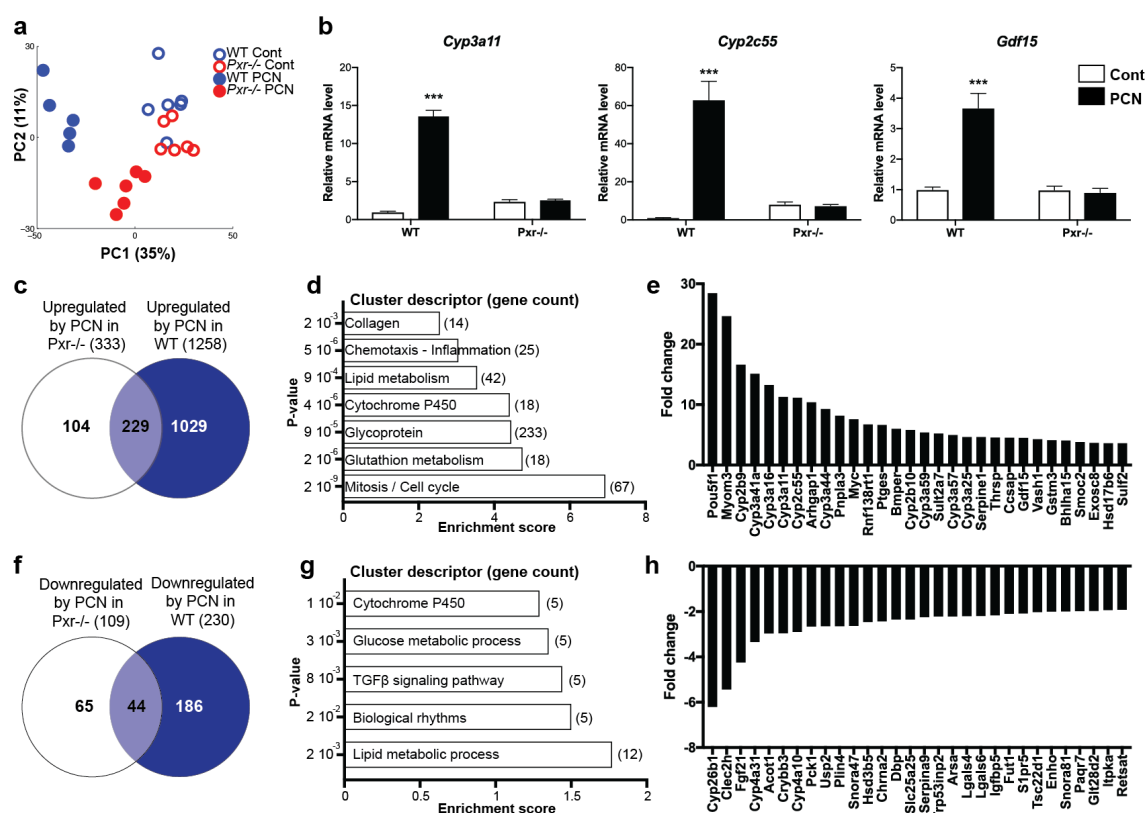 a
30
0
-30
-50
0
50
PC2 (11%)
PC1 (35%)
WT Cont
Pxr-/- Cont
WT PCN
Pxr-/- PCN
b
Cyp3a11
Relative mRNA level
20
15
10
5
0
***
WT
Pxr-/-
Cyp2c55
Relative mRNA level
80
60
40
20
0
***
WT
Pxr-/-
Gdf15
Relative mRNA level
5
4
3
2
1
0
***
WT
Pxr-/-
Cont
PCN
c
Upregulated
by PCN in
Pxr-/- (333)
Upregulated
by PCN in
WT (1258)
104
229
1029
d
Cluster descriptor (gene count)
P-value
2 10-3 Collagen (14)
5 10-6 Chemotaxis - Inflammation (25)
9 10-4 Lipid metabolism (42)
4 10-6 Cytochrome P450 (18)
9 10-5 Glycoprotein (233)
2 10-6 Glutathion metabolism (18)
2 10-9 Mitosis / Cell cycle (67)
0 2 4 6 8
Enrichment score
e
Fold change
30
20
10
0
Pou5f1
Myom3
Cyp2b9
Cyp3a41a
Cyp3a16
Cyp3a11
Cyp2c55
Arhgap1
Cyp3a44
Pnpla3
Myc
Rnf138rt1
Ptges
Bmper
Cyp2b10
Cyp3a59
Sult2a1
Cyp3a57
Cyp3a25
Serpine1
Thrsp
Ccsap
Gdf15
Vash1
Gstm3
Bhlha15
Smoc2
Exosc8
Hsd17b6
Sulf2
f
Downregulated
by PCN in
Pxr-/- (109)
Downregulated
by PCN in
WT (230)
65
44
186
g
Cluster descriptor (gene count)
P-value
1 10-2 Cytochrome P450 (5)
3 10-3 Glucose metabolic process (5)
8 10-3 TGFβ signaling pathway (5)
2 10-2 Biological rhythms (5)
2 10-3 Lipid metabolic process (12)
0 0.5 1 1.5 2
Enrichment score
h
Fold change
0
-2
-4
-6
-8
Cyp26b1
Clec2h
Fgf21
Cyp4a31
Acot1
Crybb3
Cyp4a10
Pck1
Usp2
Plin4
Snora47
Hsd3b5
Chrna2
Dbp
Slc25a25
Serpina9
Trp53inp2
Arsa
Lgals4
Lgals6
Igfbp5
Fut1
S1pr5
Tsc22d1
Enho
Snora81
Paqr7
Glt28d2
Itpka
Retsat